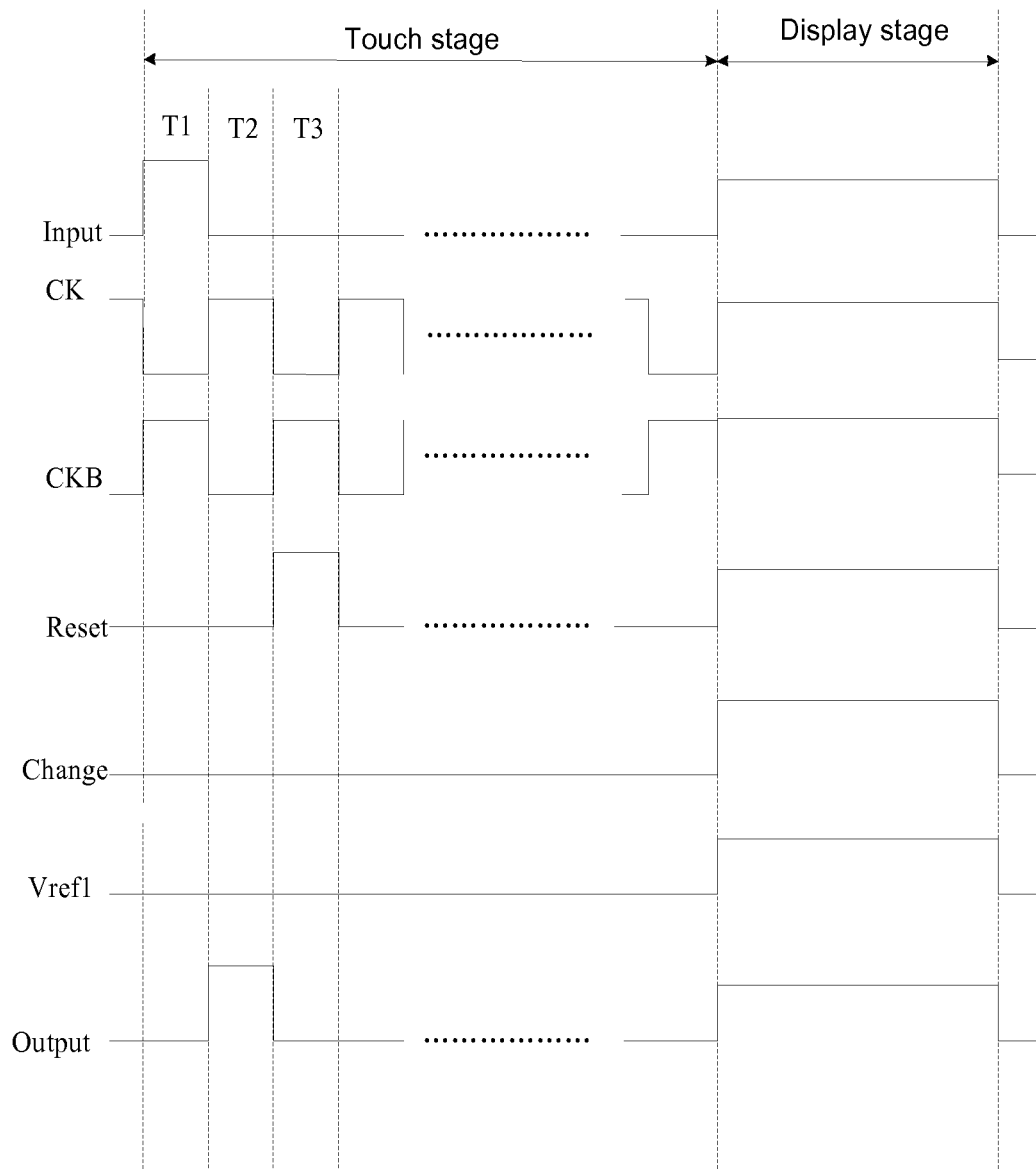 Touch stage
Display stage
T1
T2
T3
Input
CK
CKB
Reset
Change
Vref1
Output